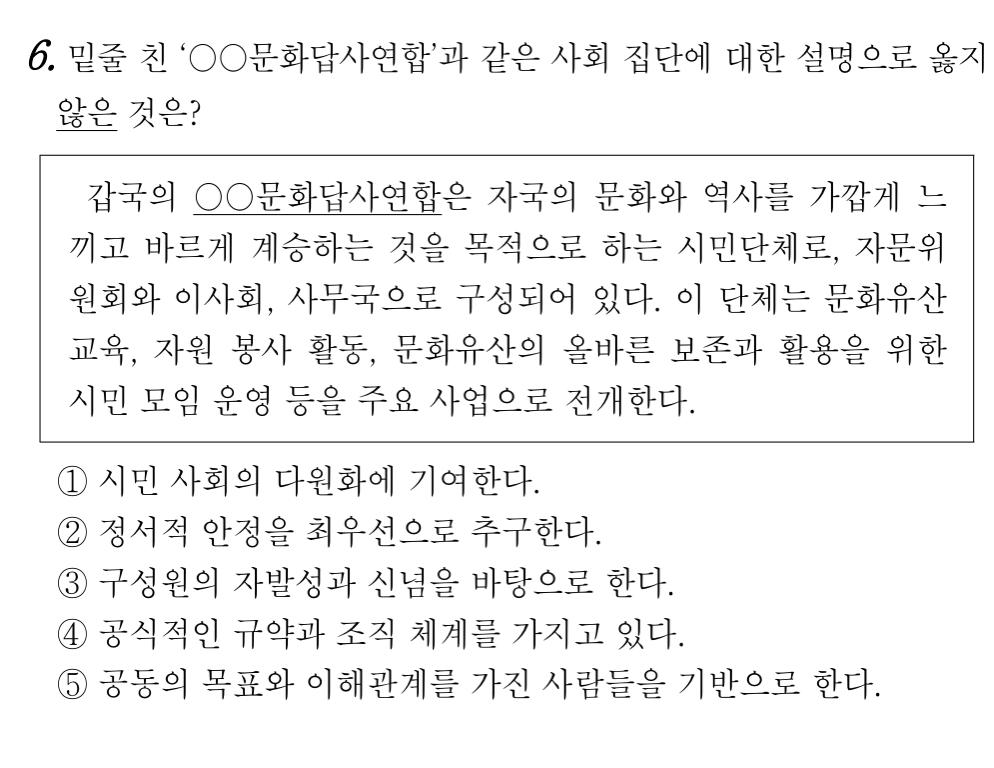 6. 밑줄 친 ‘○○문화답사연합’과 같은 사회 집단에 대한 설명으로 옳지
않은 것은?
갑국의 ○○문화답사연합은 자국의 문화와 역사를 가깝게 느
끼고 바르게 계승하는 것을 목적으로 하는 시민단체로, 자문위
원회와 이사회, 사무국으로 구성되어 있다. 이 단체는 문화유산
교육, 자원 봉사 활동, 문화유산의 올바른 보존과 활용을 위한
시민 모임 운영 등을 주요 사업으로 전개한다.
① 시민 사회의 다원화에 기여한다.
② 정서적 안정을 최우선으로 추구한다.
③ 구성원의 자발성과 신념을 바탕으로 한다.
④ 공식적인 규약과 조직 체계를 가지고 있다.
⑤ 공동의 목표와 이해관계를 가진 사람들을 기반으로 한다.